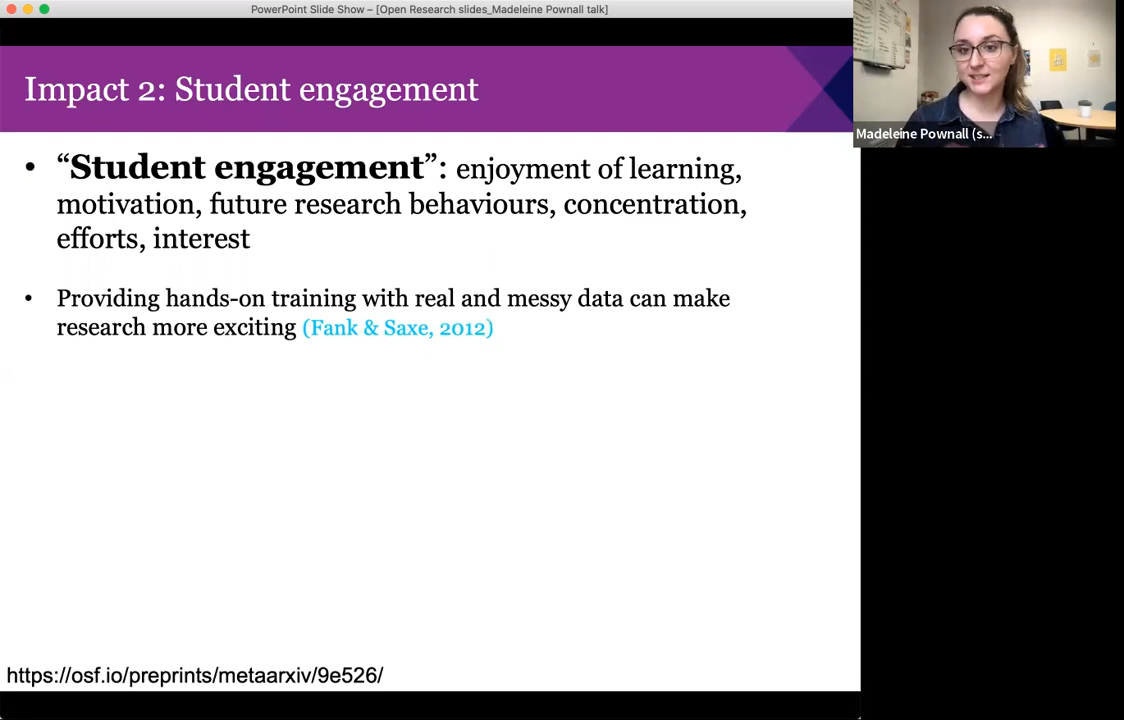 PowerPoint Slide Show – [Open Research slides_Madeleine Pownall talk]
Impact 2: Student engagement
Madeleine Pownall (s...
• “Student engagement”: enjoyment of learning,
motivation, future research behaviours, concentration,
efforts, interest
• Providing hands-on training with real and messy data can make
research more exciting (Fank & Saxe, 2012)
https://osf.io/preprints/metaarxiv/9e526/